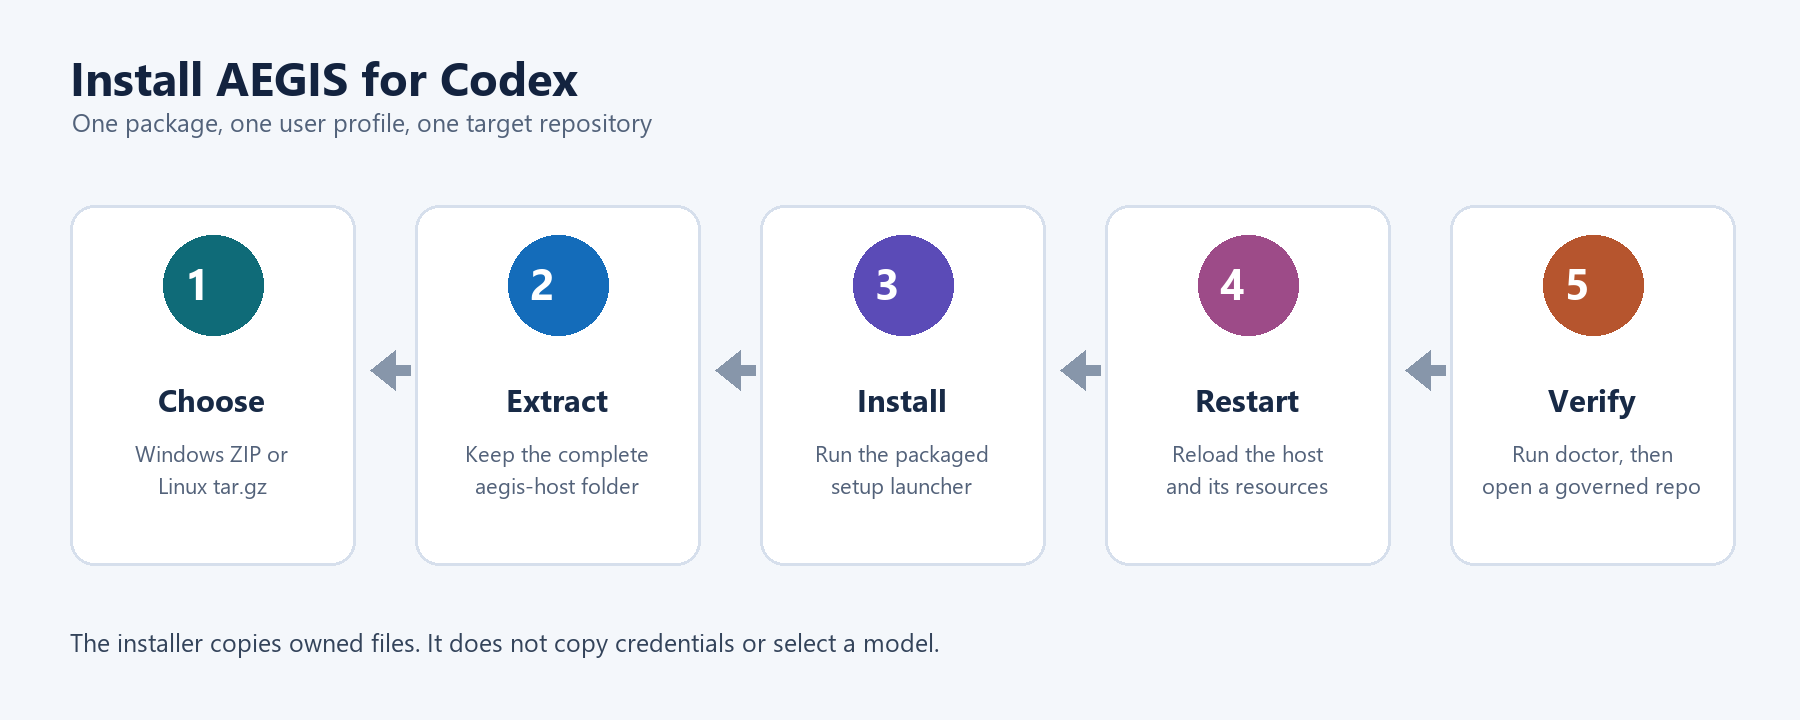 Install AEGIS for Codex
One package, one user profile, one target repository
1
Choose
Windows ZIP or
Linux tar.gz
2
Extract
Keep the complete
aegis-host folder
3
Install
Run the packaged
setup launcher
4
Restart
Reload the host
and its resources
5
Verify
Run doctor, then
open a governed repo
The installer copies owned files. It does not copy credentials or select a model.